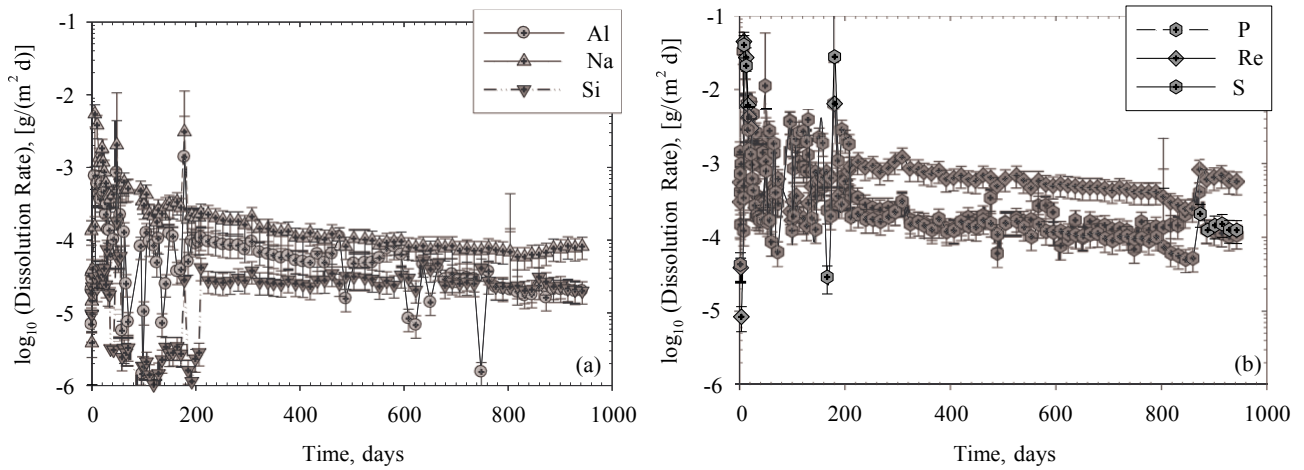 -1
-2
-3
-4
-5
-6
log10 (Dissolution Rate), [g/(m2 d)]
Al
Na
Si
(a)
0 200 400 600 800 1000
Time, days
-1
-2
-3
-4
-5
-6
log10 (Dissolution Rate), [g/(m2 d)]
P
Re
S
(b)
0 200 400 600 800 1000
Time, days